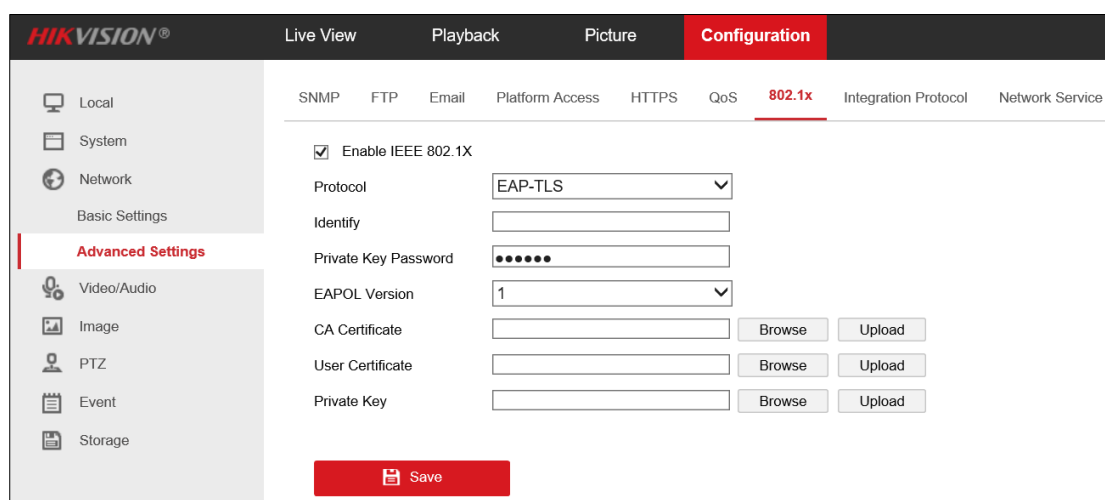 HIKVISION® Live View Playback Picture Configuration
SNMP FTP Email Platform Access HTTPS QoS 802.1x Integration Protocol Network Service
Local
System
Network
Basic Settings
Advanced Settings
Video/Audio
Image
PTZ
Event
Storage
Enable IEEE 802.1X
Protocol EAP-TLS
Identify
Private Key Password ●●●●●●
EAPOL Version 1
CA Certificate Browse Upload
User Certificate Browse Upload
Private Key Browse Upload
Save